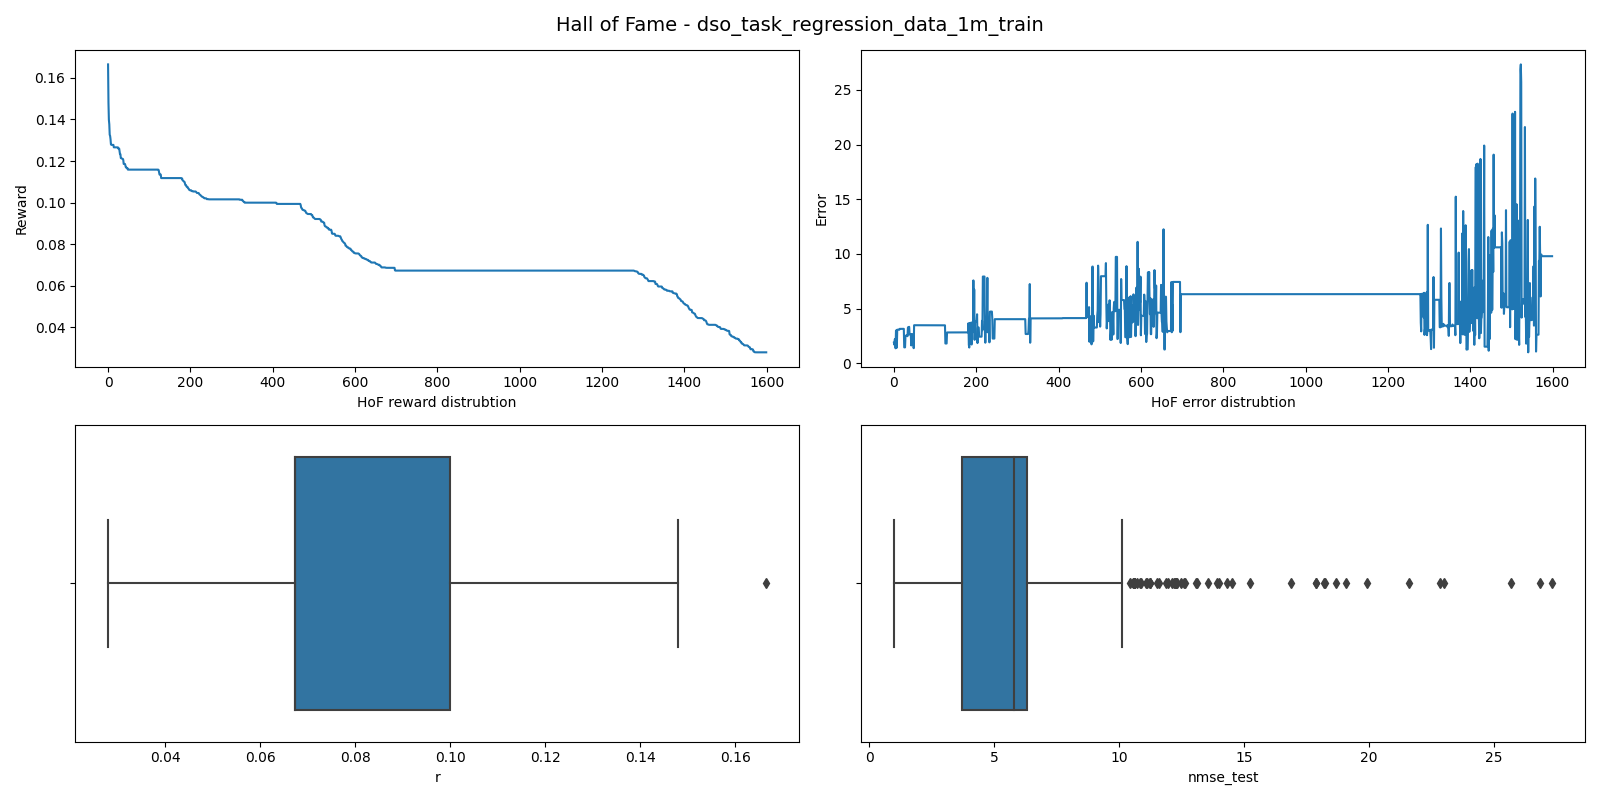 Hall of Fame - dso_task_regression_data_1m_train
0.16
0.14
0.12
0.10
0.08
0.06
0.04
Reward
0 200 400 600 800 1000 1200 1400 1600
HoF reward distrubtion
25
20
15
10
5
0
Error
0 200 400 600 800 1000 1200 1400 1600
HoF error distrubtion
0.04 0.06 0.08 0.10 0.12 0.14 0.16
r
0 5 10 15 20 25
nmse_test